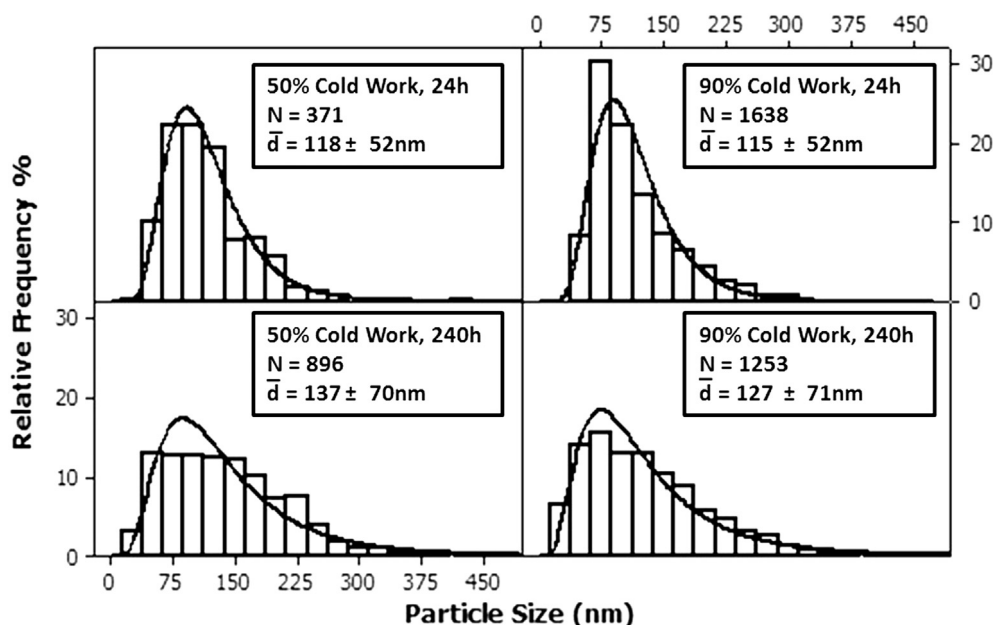 0 75 150 225 300 375 450
50% Cold Work, 24h
N = 371
d̅ = 118 ± 52nm
90% Cold Work, 24h
N = 1638
d̅ = 115 ± 52nm
30
20
10
0
Relative Frequency %
50% Cold Work, 240h
N = 896
d̅ = 137 ± 70nm
90% Cold Work, 240h
N = 1253
d̅ = 127 ± 71nm
30
20
10
0
0 75 150 225 300 375 450
Particle Size (nm)